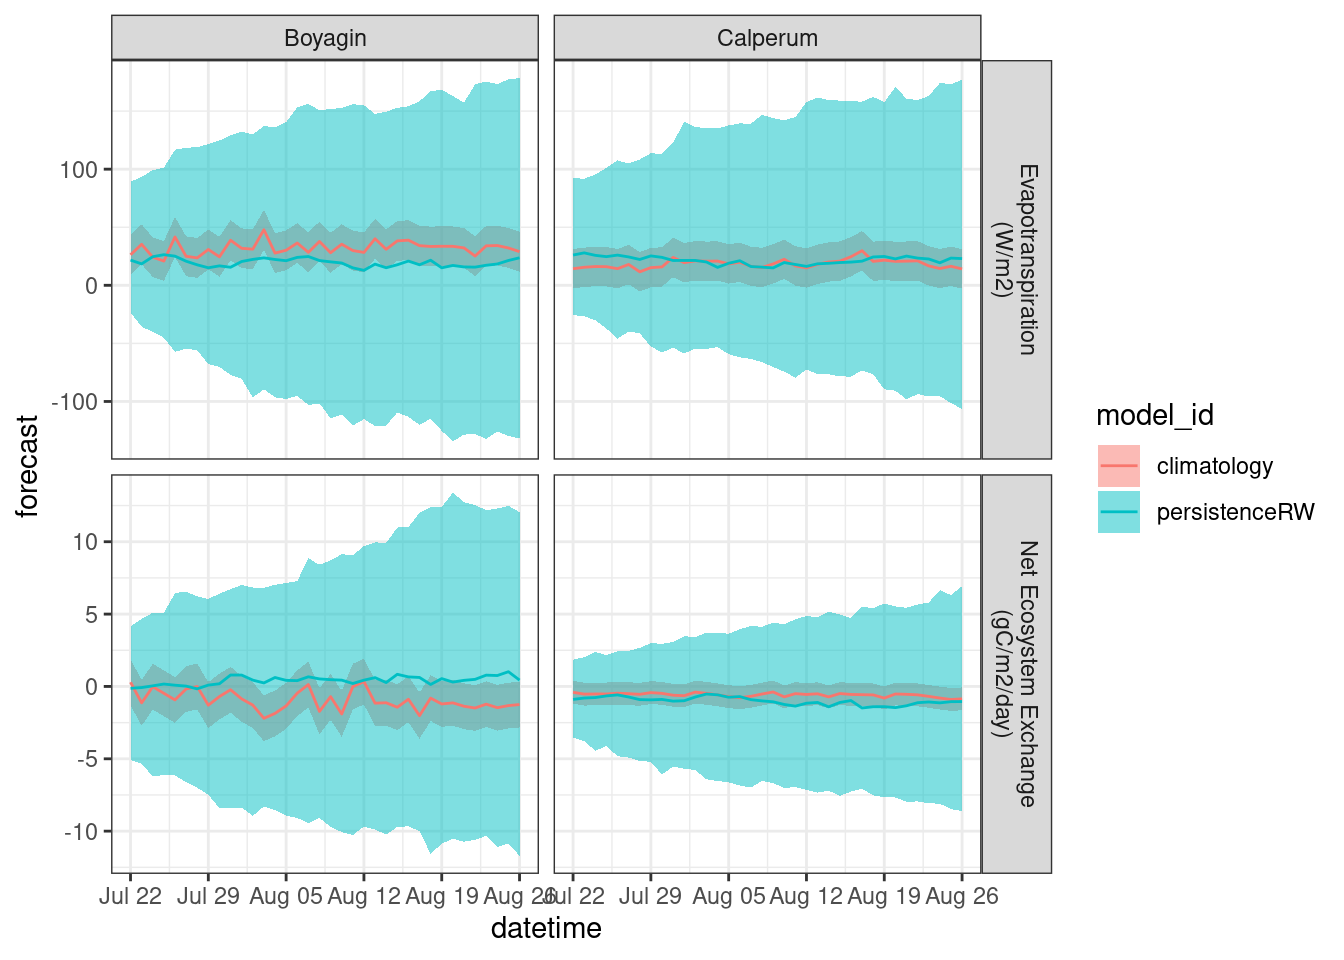 Boyagin
Calperum
100
0
-100
Evapotranspiration
(W/m2)
10
5
0
-5
-10
Net Ecosystem Exchange
(gC/m2/day)
Jul 22
Jul 29
Aug 05
Aug 12
Aug 19
Aug 26
Jul 22
Jul 29
Aug 05
Aug 12
Aug 19
Aug 26
datetime
forecast
model_id
climatology
persistenceRW